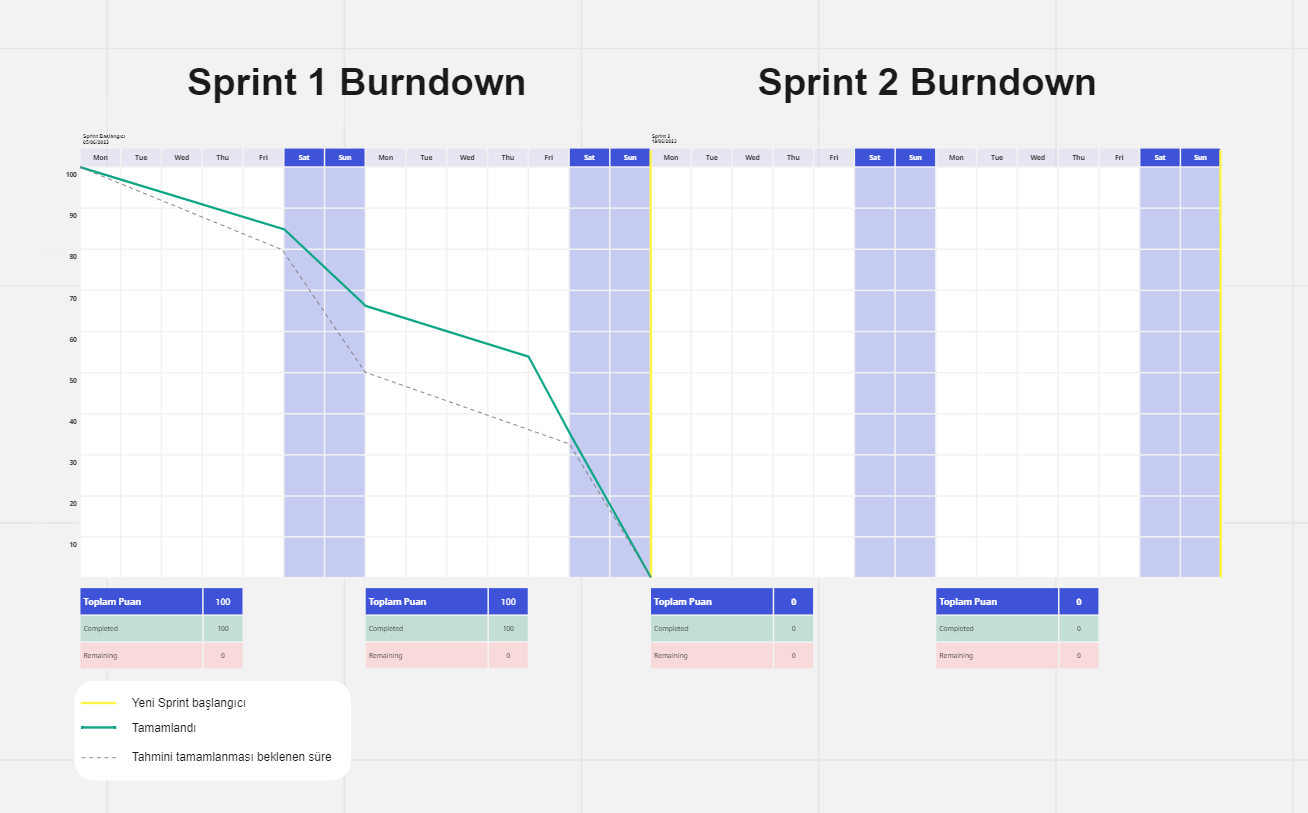 Sprint 1 Burndown
Sprint 2 Burndown
Sprint Başlangıcı
05/06/2023
Sprint 2
19/06/2023
Mon Tue Wed Thu Fri Sat Sun Mon Tue Wed Thu Fri Sat Sun Mon Tue Wed Thu Fri Sat Sun Mon Tue Wed Thu Fri Sat Sun
100
90
80
70
60
50
40
30
20
10
Toplam Puan 100 Toplam Puan 100 Toplam Puan 0 Toplam Puan 0
Completed 100 Completed 100 Completed 0 Completed 0
Remaining 0 Remaining 0 Remaining 0 Remaining 0
Yeni Sprint başlangıcı
Tamamlandı
Tahmini tamamlanması beklenen süre